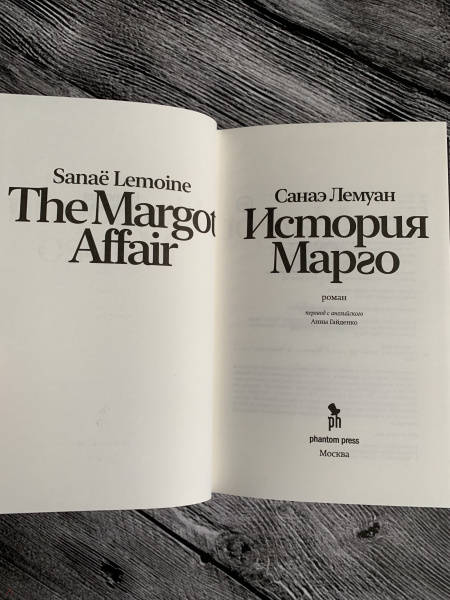 Sanaë Lemoine
The Margot
Affair
Санаэ Лемуан
История
Марго
роман
перевод с английского
Анны Гайденко
ph
phantom press
Москва